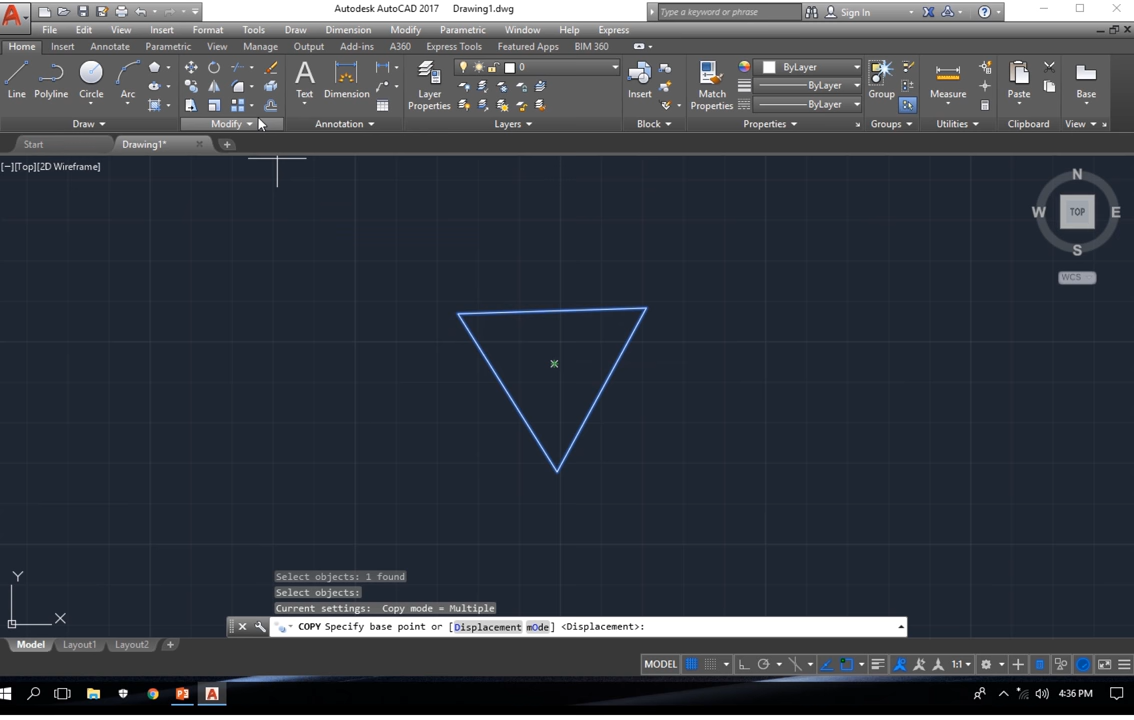 Autodesk AutoCAD 2017 Drawing1.dwg
Type a keyword or phrase
Sign In
File Edit View Insert Format Tools Draw Dimension Modify Parametric Window Help Express
Home Insert Annotate Parametric View Manage Output Add-ins A360 Express Tools Featured Apps BIM 360
0
ByLayer
ByLayer
ByLayer
Line Polyline Circle Arc
Text Dimension
Layer Properties
Insert
Match Properties
Group
Measure
Paste
Base
Draw Modify Annotation Layers Block Properties Groups Utilities Clipboard View
Start Drawing1* +
[−][Top][2D Wireframe]
N
W TOP E
S
WCS
Select objects: 1 found
Select objects:
Current settings: Copy mode = Multiple
COPY Specify base point or [Displacement mOde] <Displacement>:
Y
X
Model Layout1 Layout2 +
MODEL 1:1
4:36 PM